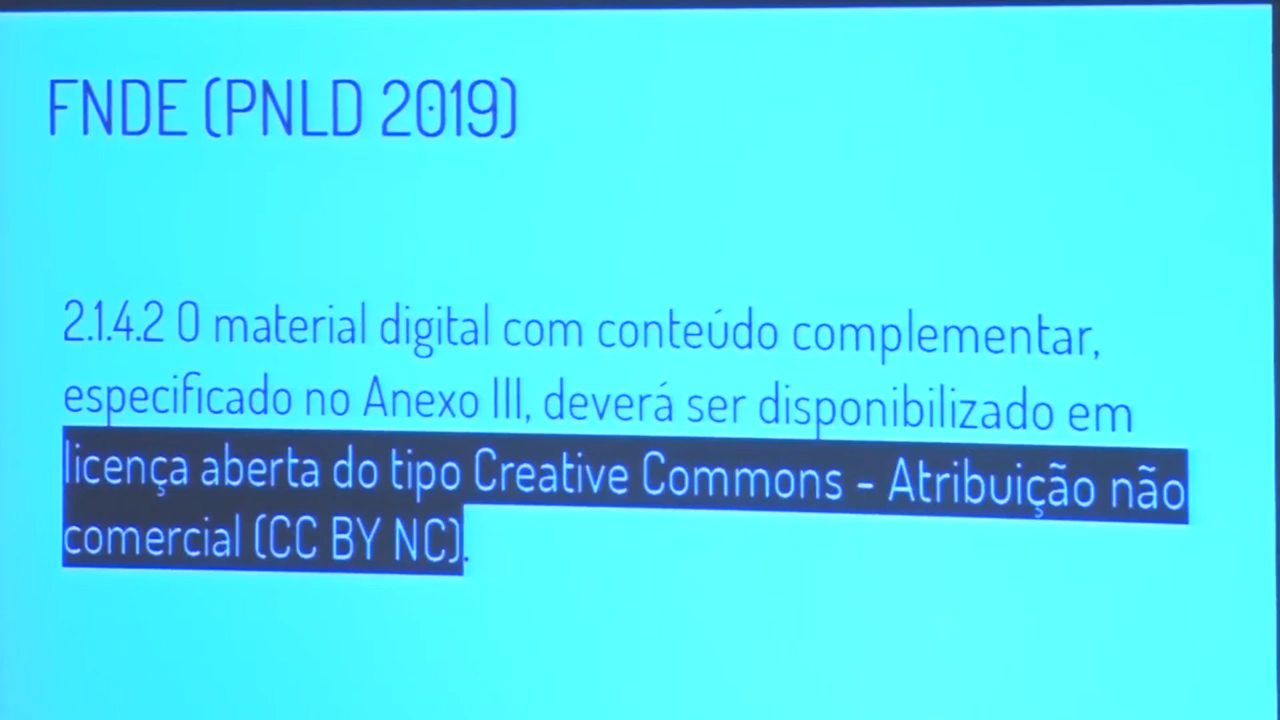 FNDE (PNLD 2019)
2.1.4.2 O material digital com conteúdo complementar,
especificado no Anexo III, deverá ser disponibilizado em
licença aberta do tipo Creative Commons - Atribuição não
comercial (CC BY NC).